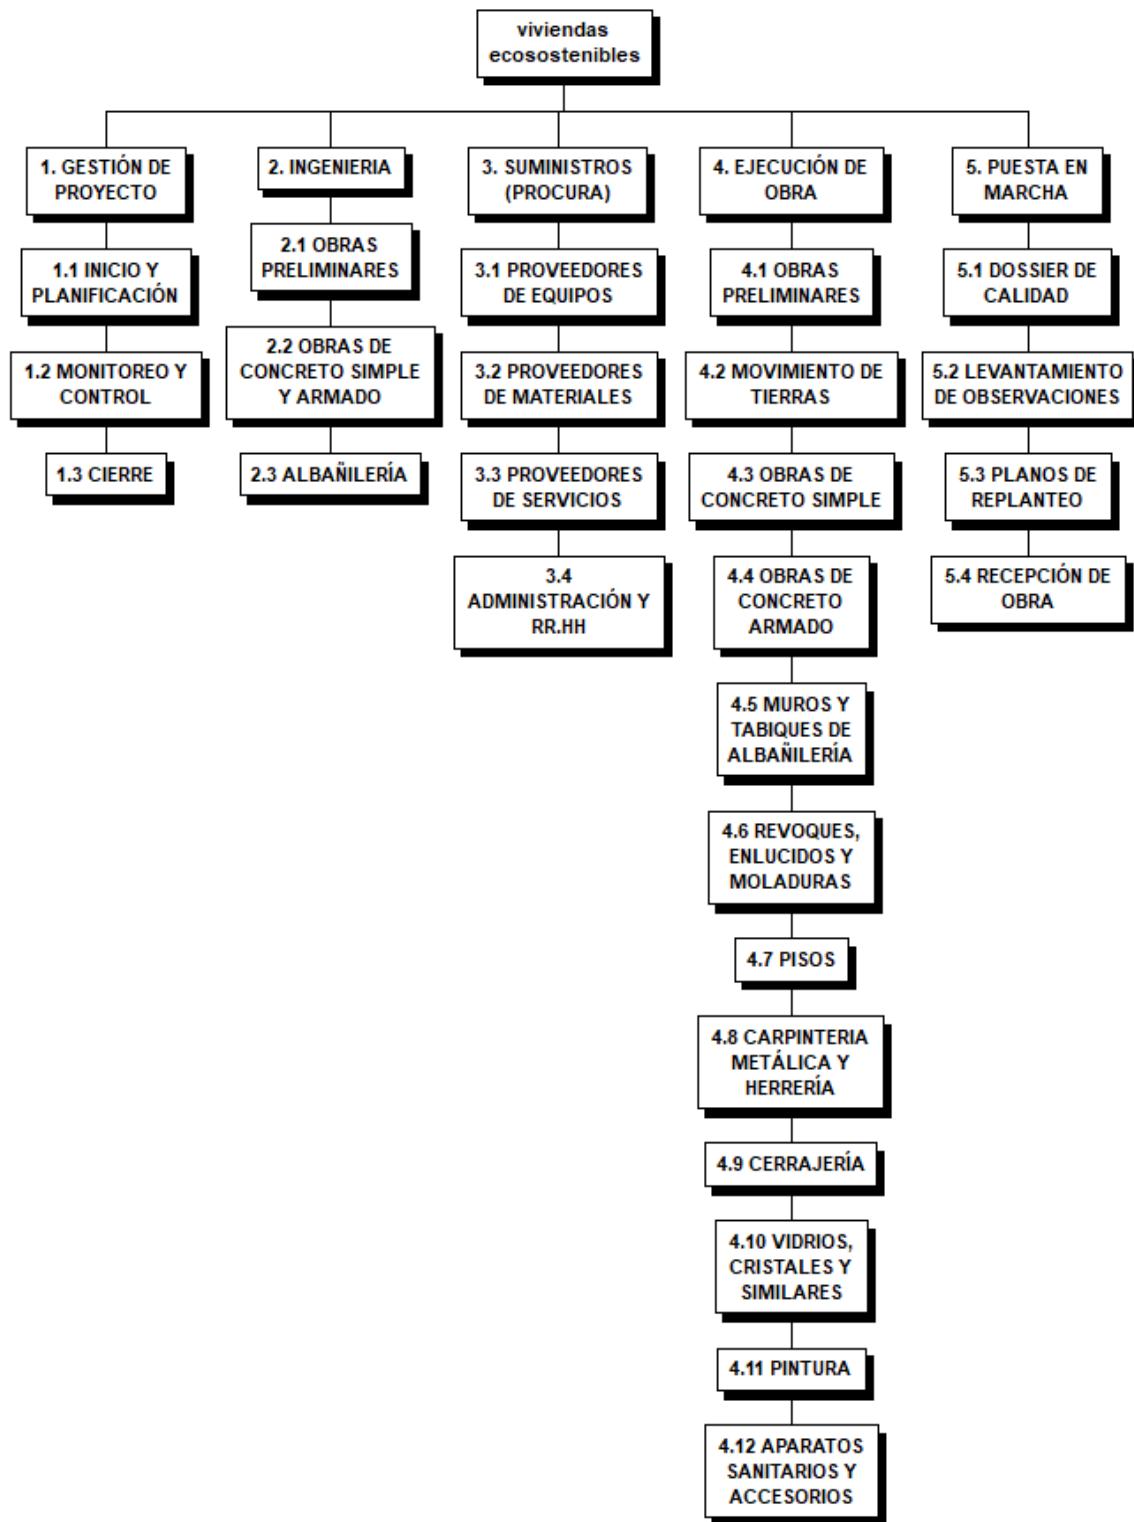 viviendas
ecosostenibles
1. GESTIÓN DE
PROYECTO
2. INGENIERIA
3. SUMINISTROS
(PROCURA)
4. EJECUCIÓN DE
OBRA
5. PUESTA EN
MARCHA
1.1 INICIO Y
PLANIFICACIÓN
1.2 MONITOREO Y
CONTROL
1.3 CIERRE
2.1 OBRAS
PRELIMINARES
2.2 OBRAS DE
CONCRETO SIMPLE
Y ARMADO
2.3 ALBAÑILERÍA
3.1 PROVEEDORES
DE EQUIPOS
3.2 PROVEEDORES
DE MATERIALES
3.3 PROVEEDORES
DE SERVICIOS
3.4
ADMINISTRACIÓN Y
RR.HH
4.1 OBRAS
PRELIMINARES
4.2 MOVIMIENTO DE
TIERRAS
4.3 OBRAS DE
CONCRETO SIMPLE
4.4 OBRAS DE
CONCRETO
ARMADO
4.5 MUROS Y
TABIQUES DE
ALBAÑILERÍA
4.6 REVOQUES,
ENLUCIDOS Y
MOLADURAS
4.7 PISOS
4.8 CARPINTERIA
METÁLICA Y
HERRERÍA
4.9 CERRAJERÍA
4.10 VIDRIOS,
CRISTALES Y
SIMILARES
4.11 PINTURA
4.12 APARATOS
SANITARIOS Y
ACCESORIOS
5.1 DOSSIER DE
CALIDAD
5.2 LEVANTAMIENTO
DE OBSERVACIONES
5.3 PLANOS DE
REPLANTEO
5.4 RECEPCIÓN DE
OBRA